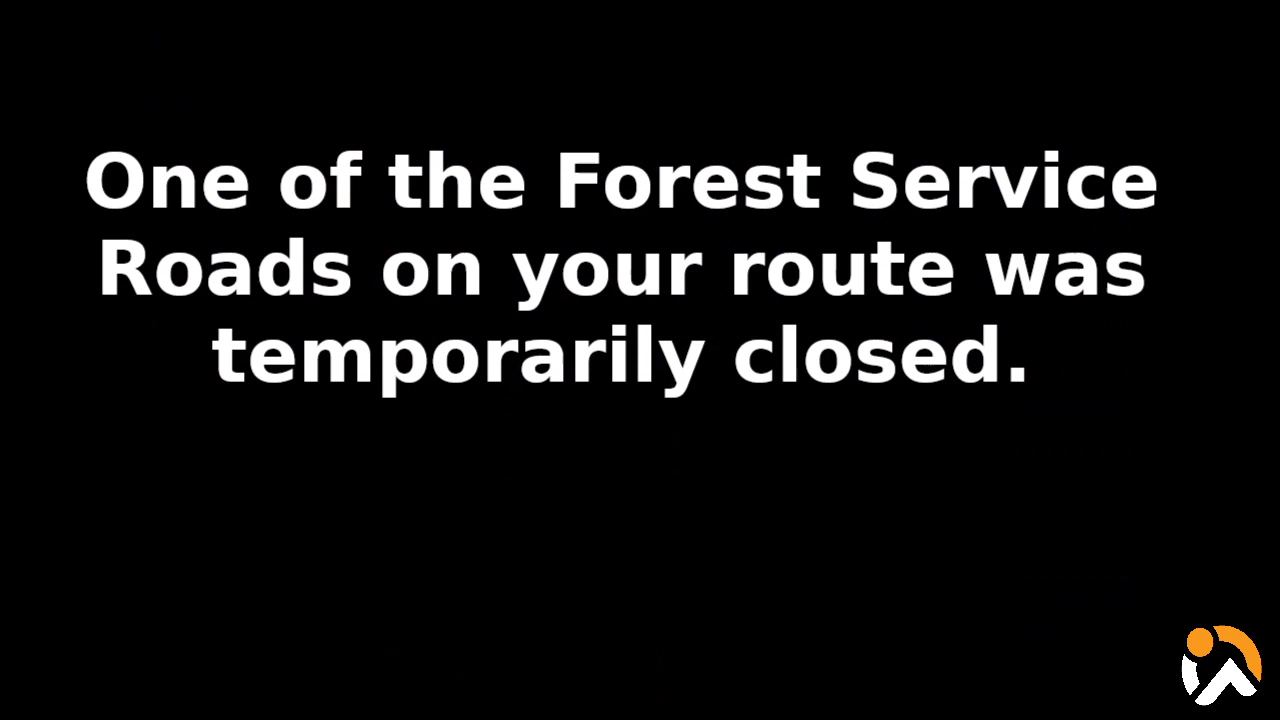 One of the Forest Service
Roads on your route was
temporarily closed.